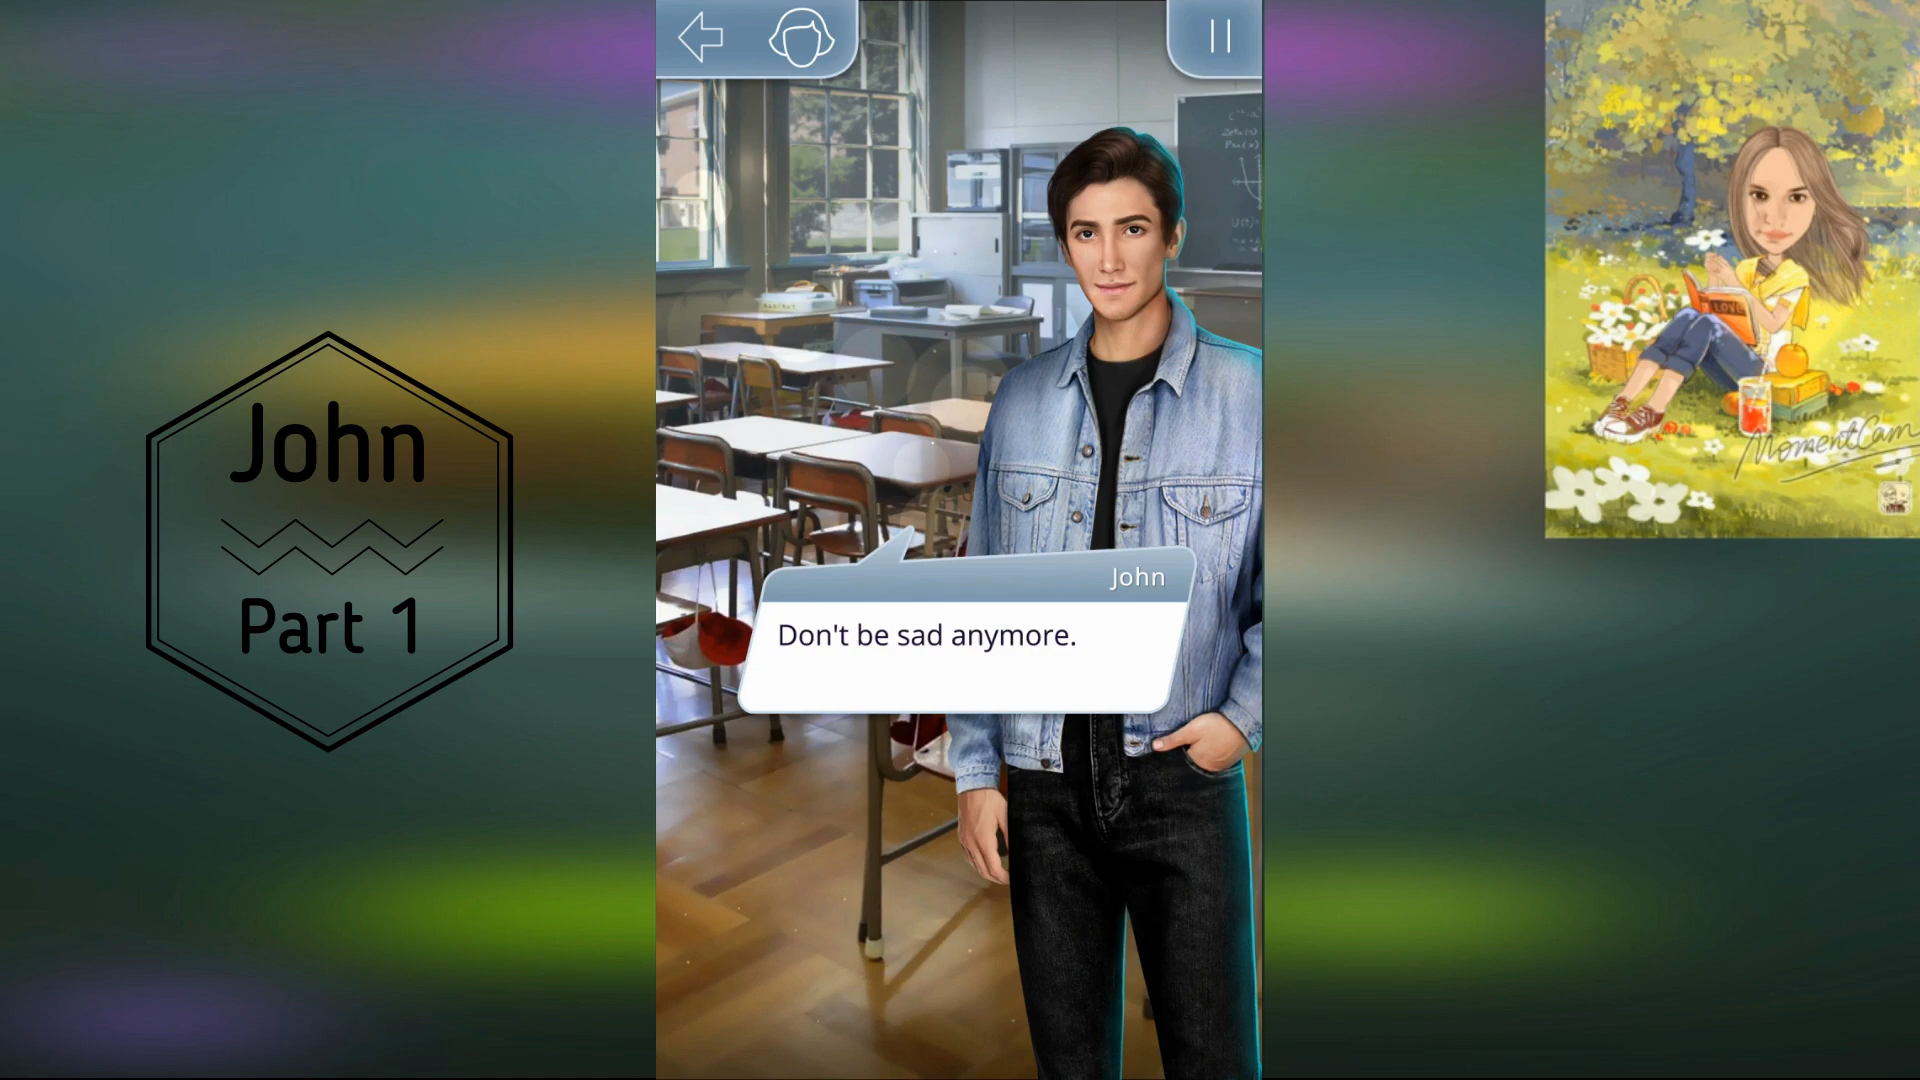 John
Part 1
John
Don't be sad anymore.
LOVE
MomentCam